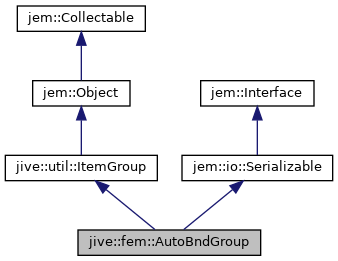 jem::Collectable
jem::Object
jem::Interface
jive::util::ItemGroup
jem::io::Serializable
jive::fem::AutoBndGroup